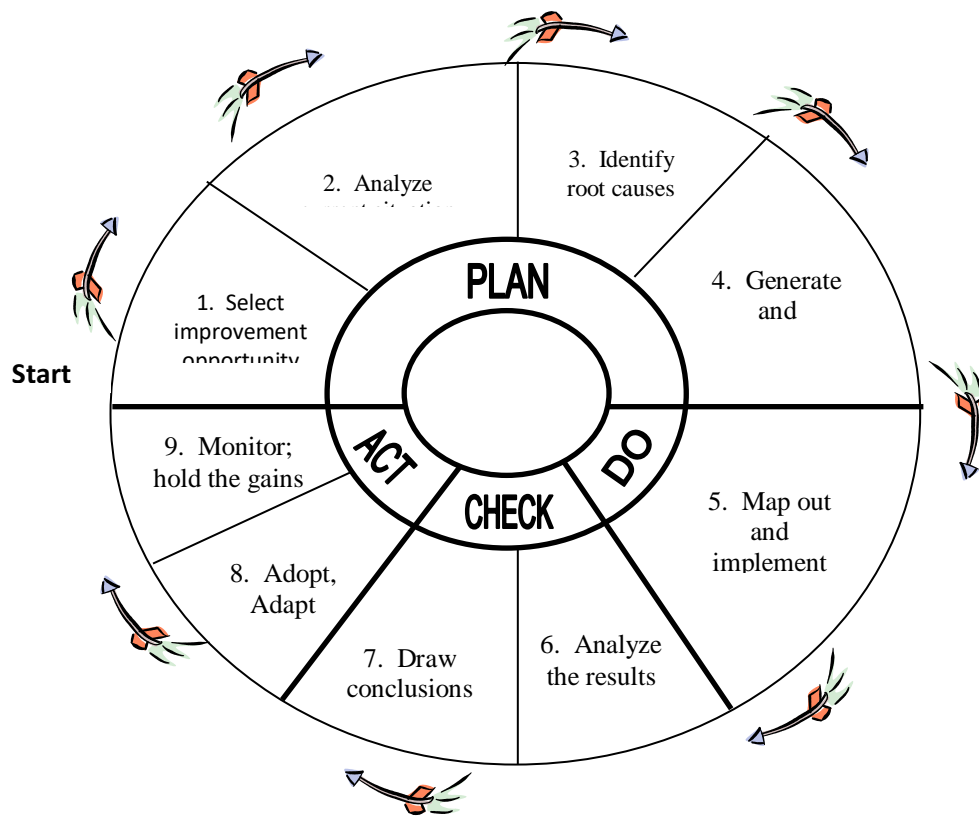 Start
1. Select
improvement
opportunity
2. Analyze
3. Identify
root causes
4. Generate
and
5. Map out
and
implement
6. Analyze
the results
7. Draw
conclusions
8. Adopt,
Adapt
9. Monitor;
hold the gains
PLAN
DO
CHECK
ACT